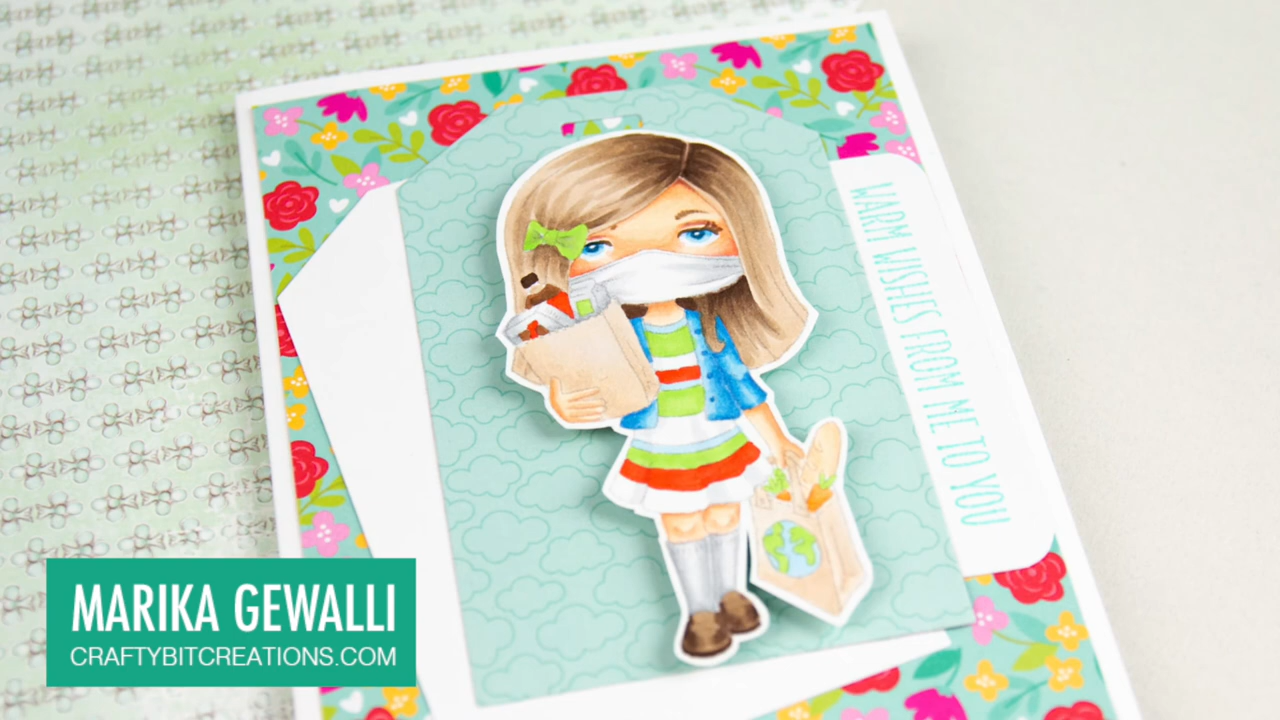 WARM WISHES FROM ME TO YOU
MARIKA GEWALLI
CRAFTYBITCREATIONS.COM